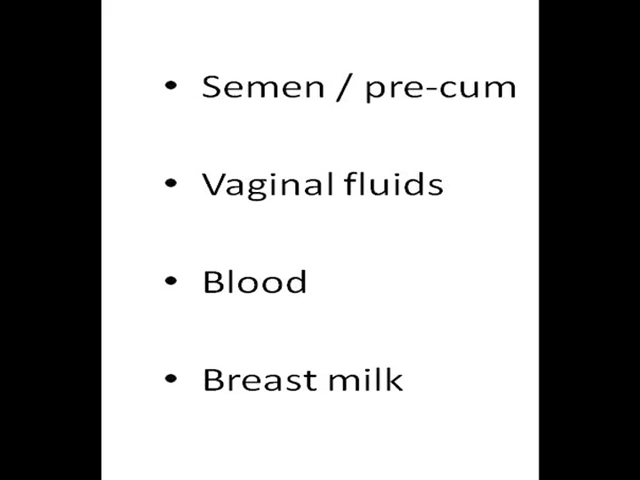 • Semen / pre-cum
• Vaginal fluids
• Blood
• Breast milk